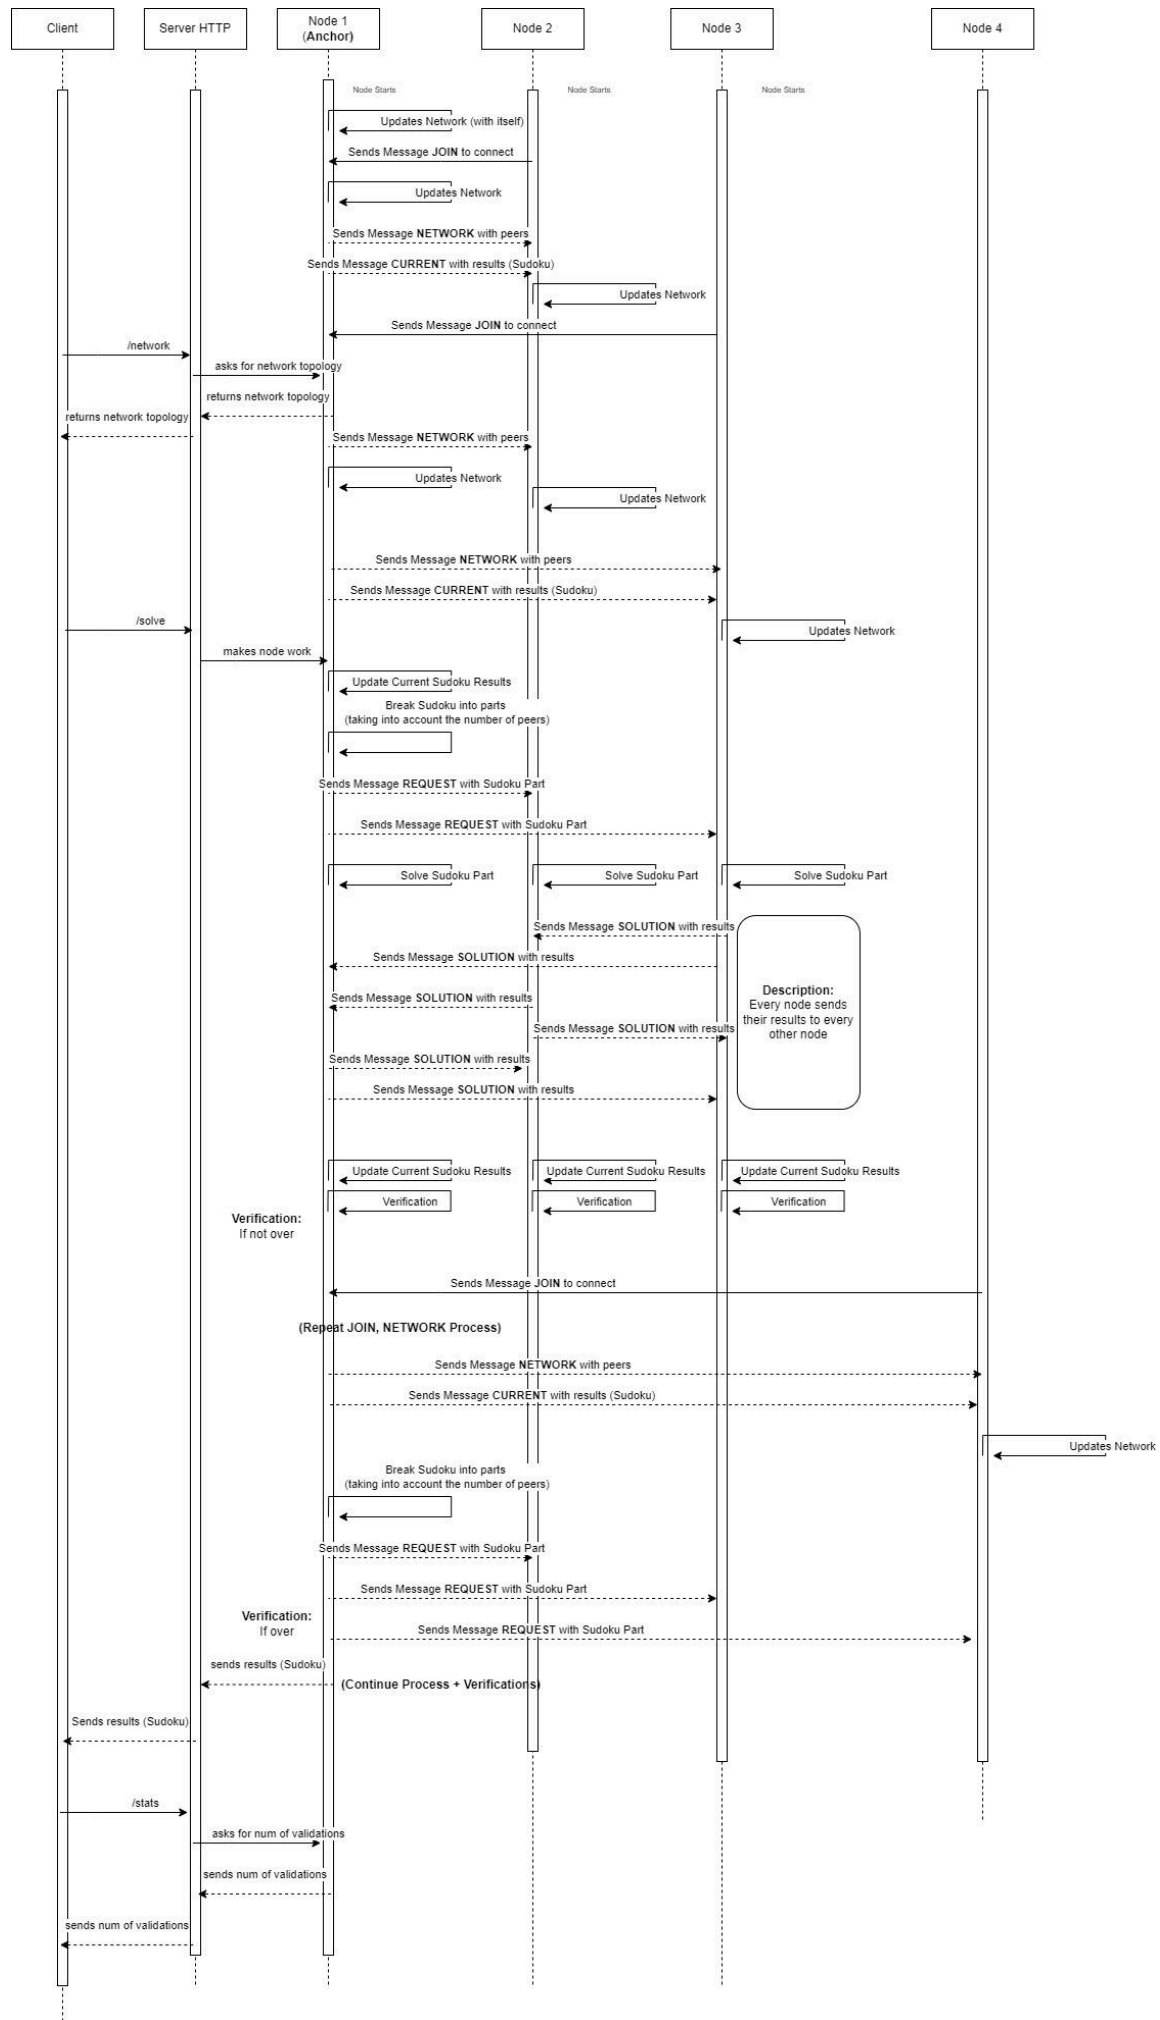 Client
Server HTTP
Node 1
(Anchor)
Node 2
Node 3
Node 4
Node Starts
Node Starts
Node Starts
Updates Network (with itself)
Sends Message JOIN to connect
Updates Network
Sends Message NETWORK with peers
Sends Message CURRENT with results (Sudoku)
Updates Network
Sends Message JOIN to connect
/network
asks for network topology
returns network topology
returns network topology
Sends Message NETWORK with peers
Updates Network
Updates Network
Sends Message NETWORK with peers
Sends Message CURRENT with results (Sudoku)
/solve
Updates Network
makes node work
Update Current Sudoku Results
Break Sudoku into parts
(taking into account the number of peers)
Sends Message REQUEST with Sudoku Part
Sends Message REQUEST with Sudoku Part
Solve Sudoku Part
Solve Sudoku Part
Solve Sudoku Part
Sends Message SOLUTION with results
Sends Message SOLUTION with results
Description:
Every node sends
their results to every
other node
Sends Message SOLUTION with results
Sends Message SOLUTION with results
Sends Message SOLUTION with results
Sends Message SOLUTION with results
Update Current Sudoku Results
Update Current Sudoku Results
Update Current Sudoku Results
Verification
Verification
Verification
Verification:
If not over
Sends Message JOIN to connect
(Repeat JOIN, NETWORK Process)
Sends Message NETWORK with peers
Sends Message CURRENT with results (Sudoku)
Updates Network
Break Sudoku into parts
(taking into account the number of peers)
Sends Message REQUEST with Sudoku Part
Sends Message REQUEST with Sudoku Part
Verification:
If over
Sends Message REQUEST with Sudoku Part
sends results (Sudoku)
(Continue Process + Verifications)
Sends results (Sudoku)
/stats
asks for num of validations
sends num of validations
sends num of validations